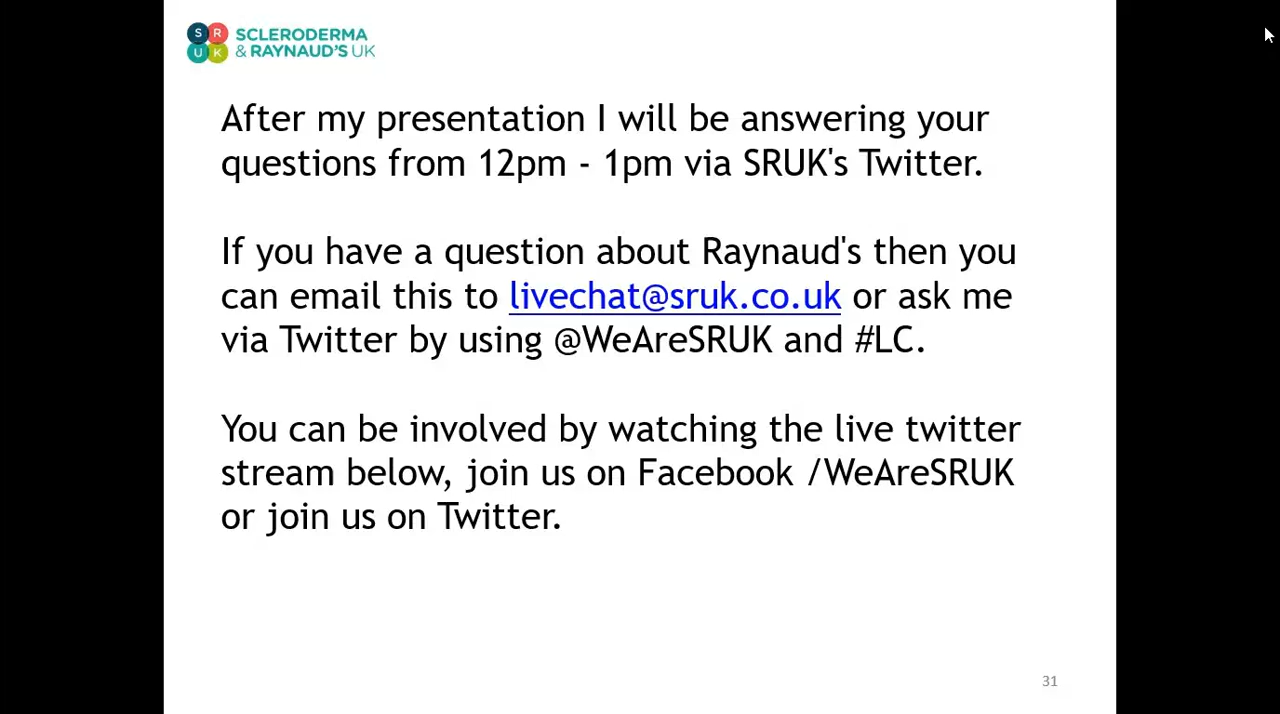 S R
U K
SCLERODERMA
& RAYNAUD'S UK
After my presentation I will be answering your
questions from 12pm - 1pm via SRUK's Twitter.
If you have a question about Raynaud's then you
can email this to livechat@sruk.co.uk or ask me
via Twitter by using @WeAreSRUK and #LC.
You can be involved by watching the live twitter
stream below, join us on Facebook /WeAreSRUK
or join us on Twitter.
31